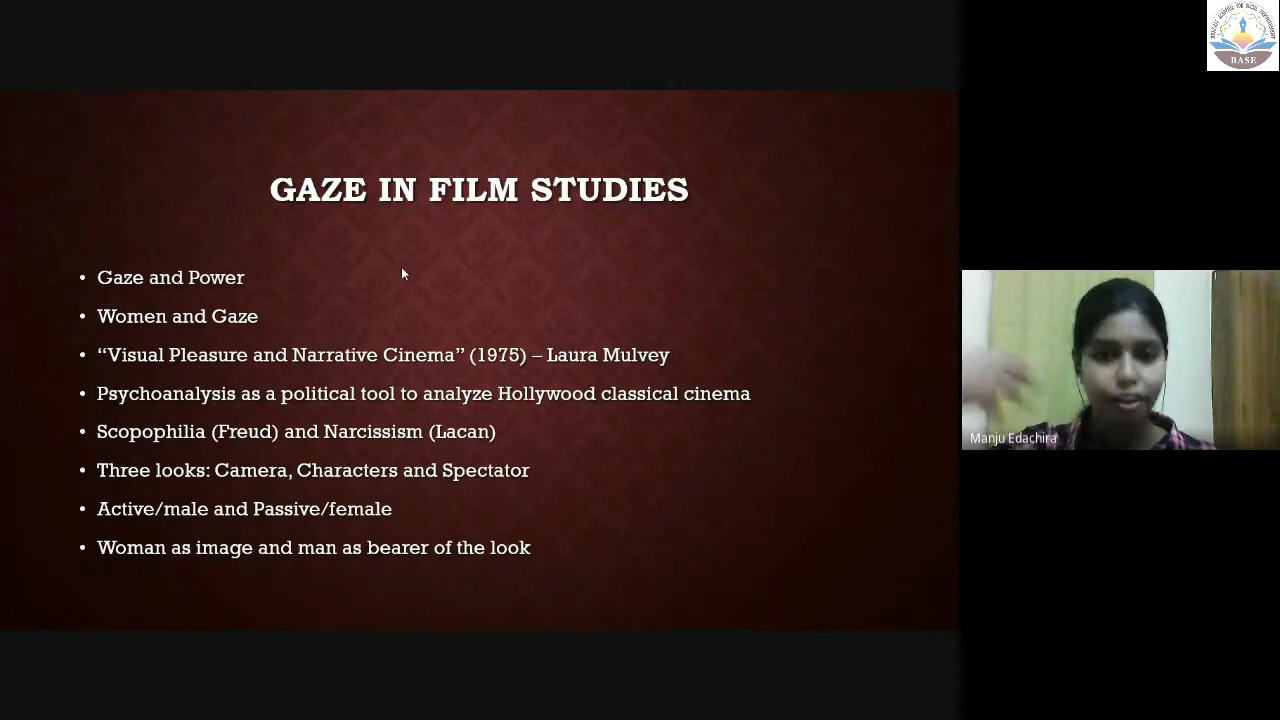 GAZE IN FILM STUDIES
• Gaze and Power
• Women and Gaze
• “Visual Pleasure and Narrative Cinema” (1975) – Laura Mulvey
• Psychoanalysis as a political tool to analyze Hollywood classical cinema
• Scopophilia (Freud) and Narcissism (Lacan)
• Three looks: Camera, Characters and Spectator
• Active/male and Passive/female
• Woman as image and man as bearer of the look
BASE
Manju Edachira